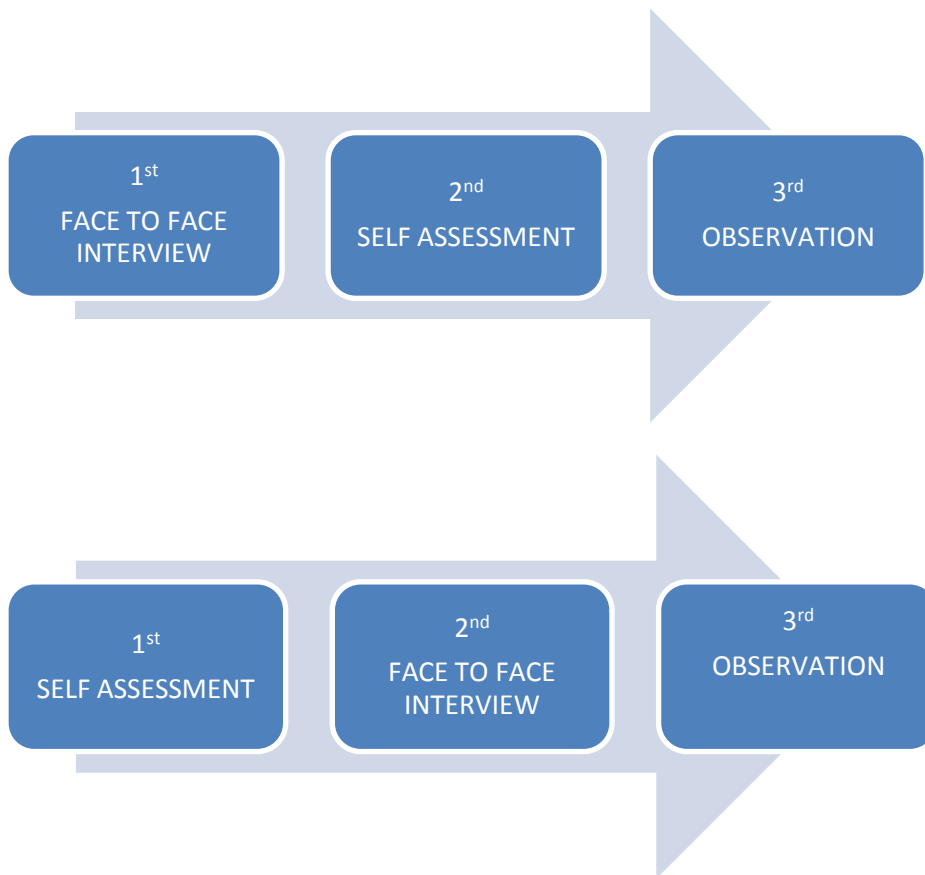 1st
FACE TO FACE
INTERVIEW
2nd
SELF ASSESSMENT
3rd
OBSERVATION
1st
SELF ASSESSMENT
2nd
FACE TO FACE
INTERVIEW
3rd
OBSERVATION